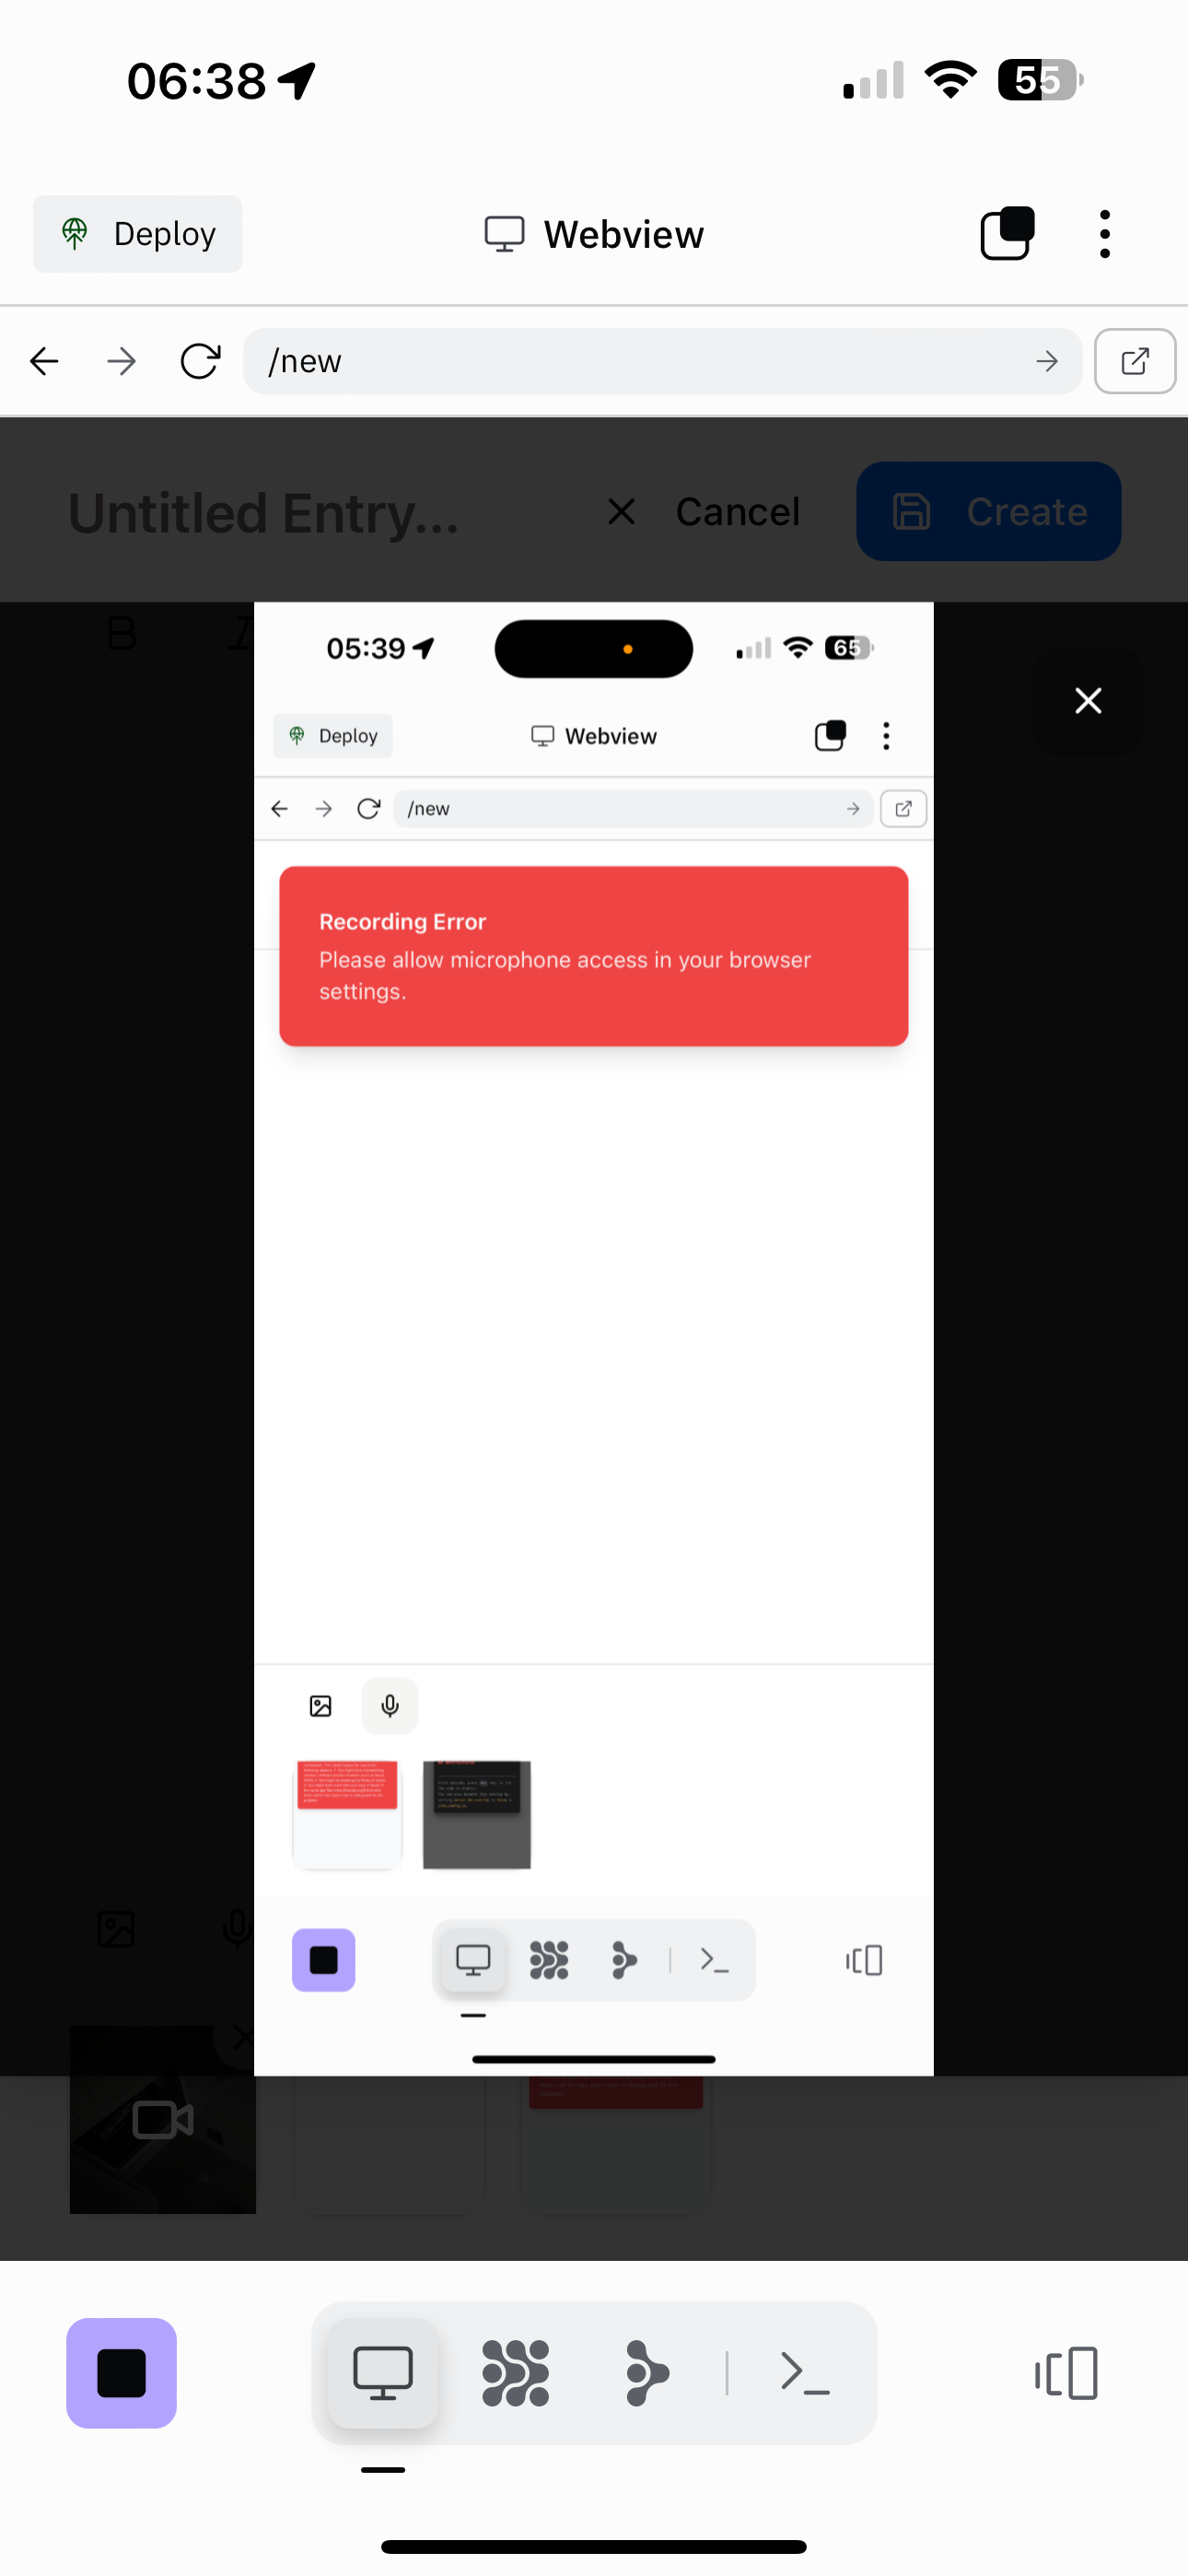 06:38
55
Deploy
Webview
/new
Untitled Entry...
Cancel
Create
B I
05:39
65
Deploy
Webview
/new
Recording Error
Please allow microphone access in your browser
settings.